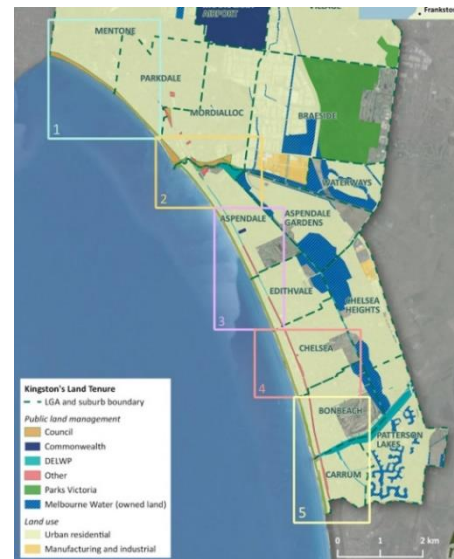 VILLAGE
Frankston
AIRPORT
MENTONE
PARKDALE
MORDIALLOC
BRAESIDE
1
WATERWAYS
2
ASPENDALE
ASPENDALE
GARDENS
EDITHVALE
CHELSEA
HEIGHTS
3
CHELSEA
4
BONBEACH
PATTERSON
LAKES
CARRUM
5
Kingston's Land Tenure
LGA and suburb boundary
Public land management
Council
Commonwealth
DELWP
Other
Parks Victoria
Melbourne Water (owned land)
Land use
Urban residential
Manufacturing and industrial
0 1 2 km